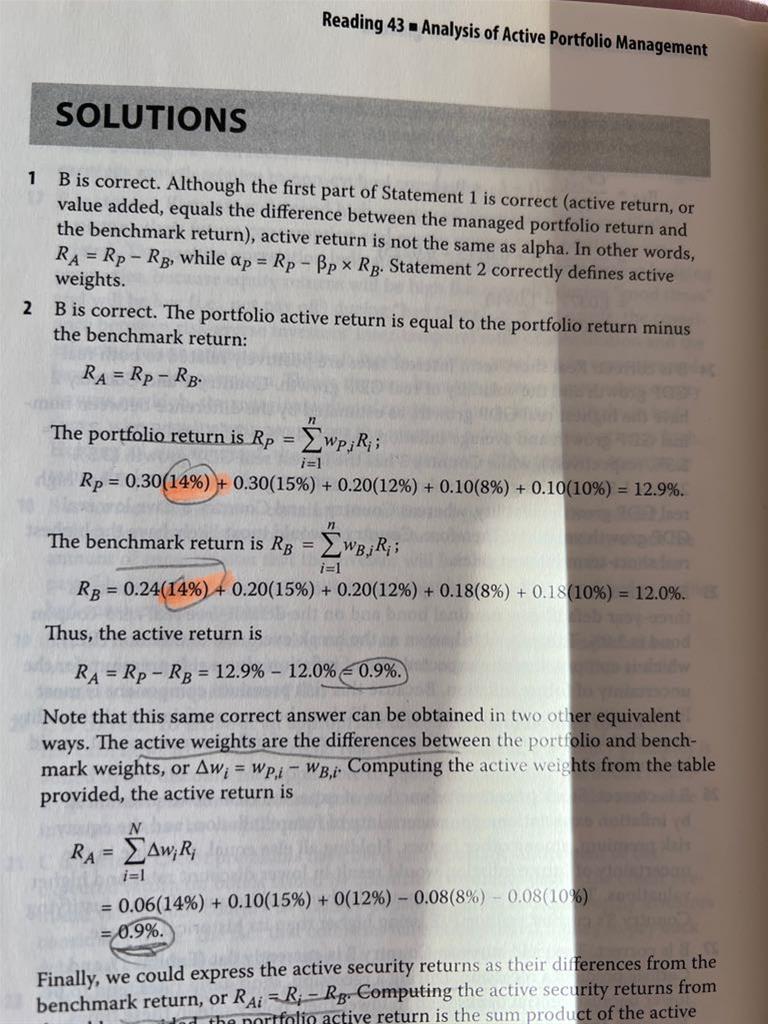 Reading 43 ■ Analysis of Active Portfolio Management
SOLUTIONS
1 B is correct. Although the first part of Statement 1 is correct (active return, or
value added, equals the difference between the managed portfolio return and
the benchmark return), active return is not the same as alpha. In other words,
R_A = R_P − R_B, while α_P = R_P − β_P × R_B. Statement 2 correctly defines active
weights.
2 B is correct. The portfolio active return is equal to the portfolio return minus
the benchmark return:
R_A = R_P − R_B.
The portfolio return is R_P = ∑_{i=1}^{n} w_{P,i}R_i;
R_P = 0.30(14%) + 0.30(15%) + 0.20(12%) + 0.10(8%) + 0.10(10%) = 12.9%.
The benchmark return is R_B = ∑_{i=1}^{n} w_{B,i}R_i;
R_B = 0.24(14%) + 0.20(15%) + 0.20(12%) + 0.18(8%) + 0.18(10%) = 12.0%.
Thus, the active return is
R_A = R_P − R_B = 12.9% − 12.0% = 0.9%.
Note that this same correct answer can be obtained in two other equivalent
ways. The active weights are the differences between the portfolio and bench-
mark weights, or Δw_i = w_{P,i} − w_{B,i}. Computing the active weights from the table
provided, the active return is
R_A = ∑_{i=1}^{N} Δw_iR_i
= 0.06(14%) + 0.10(15%) + 0(12%) − 0.08(8%) − 0.08(10%)
= 0.9%.
Finally, we could express the active security returns as their differences from the
benchmark return, or R_{Ai} = R_i − R_B. Computing the active security returns from
the portfolio active return is the sum product of the active